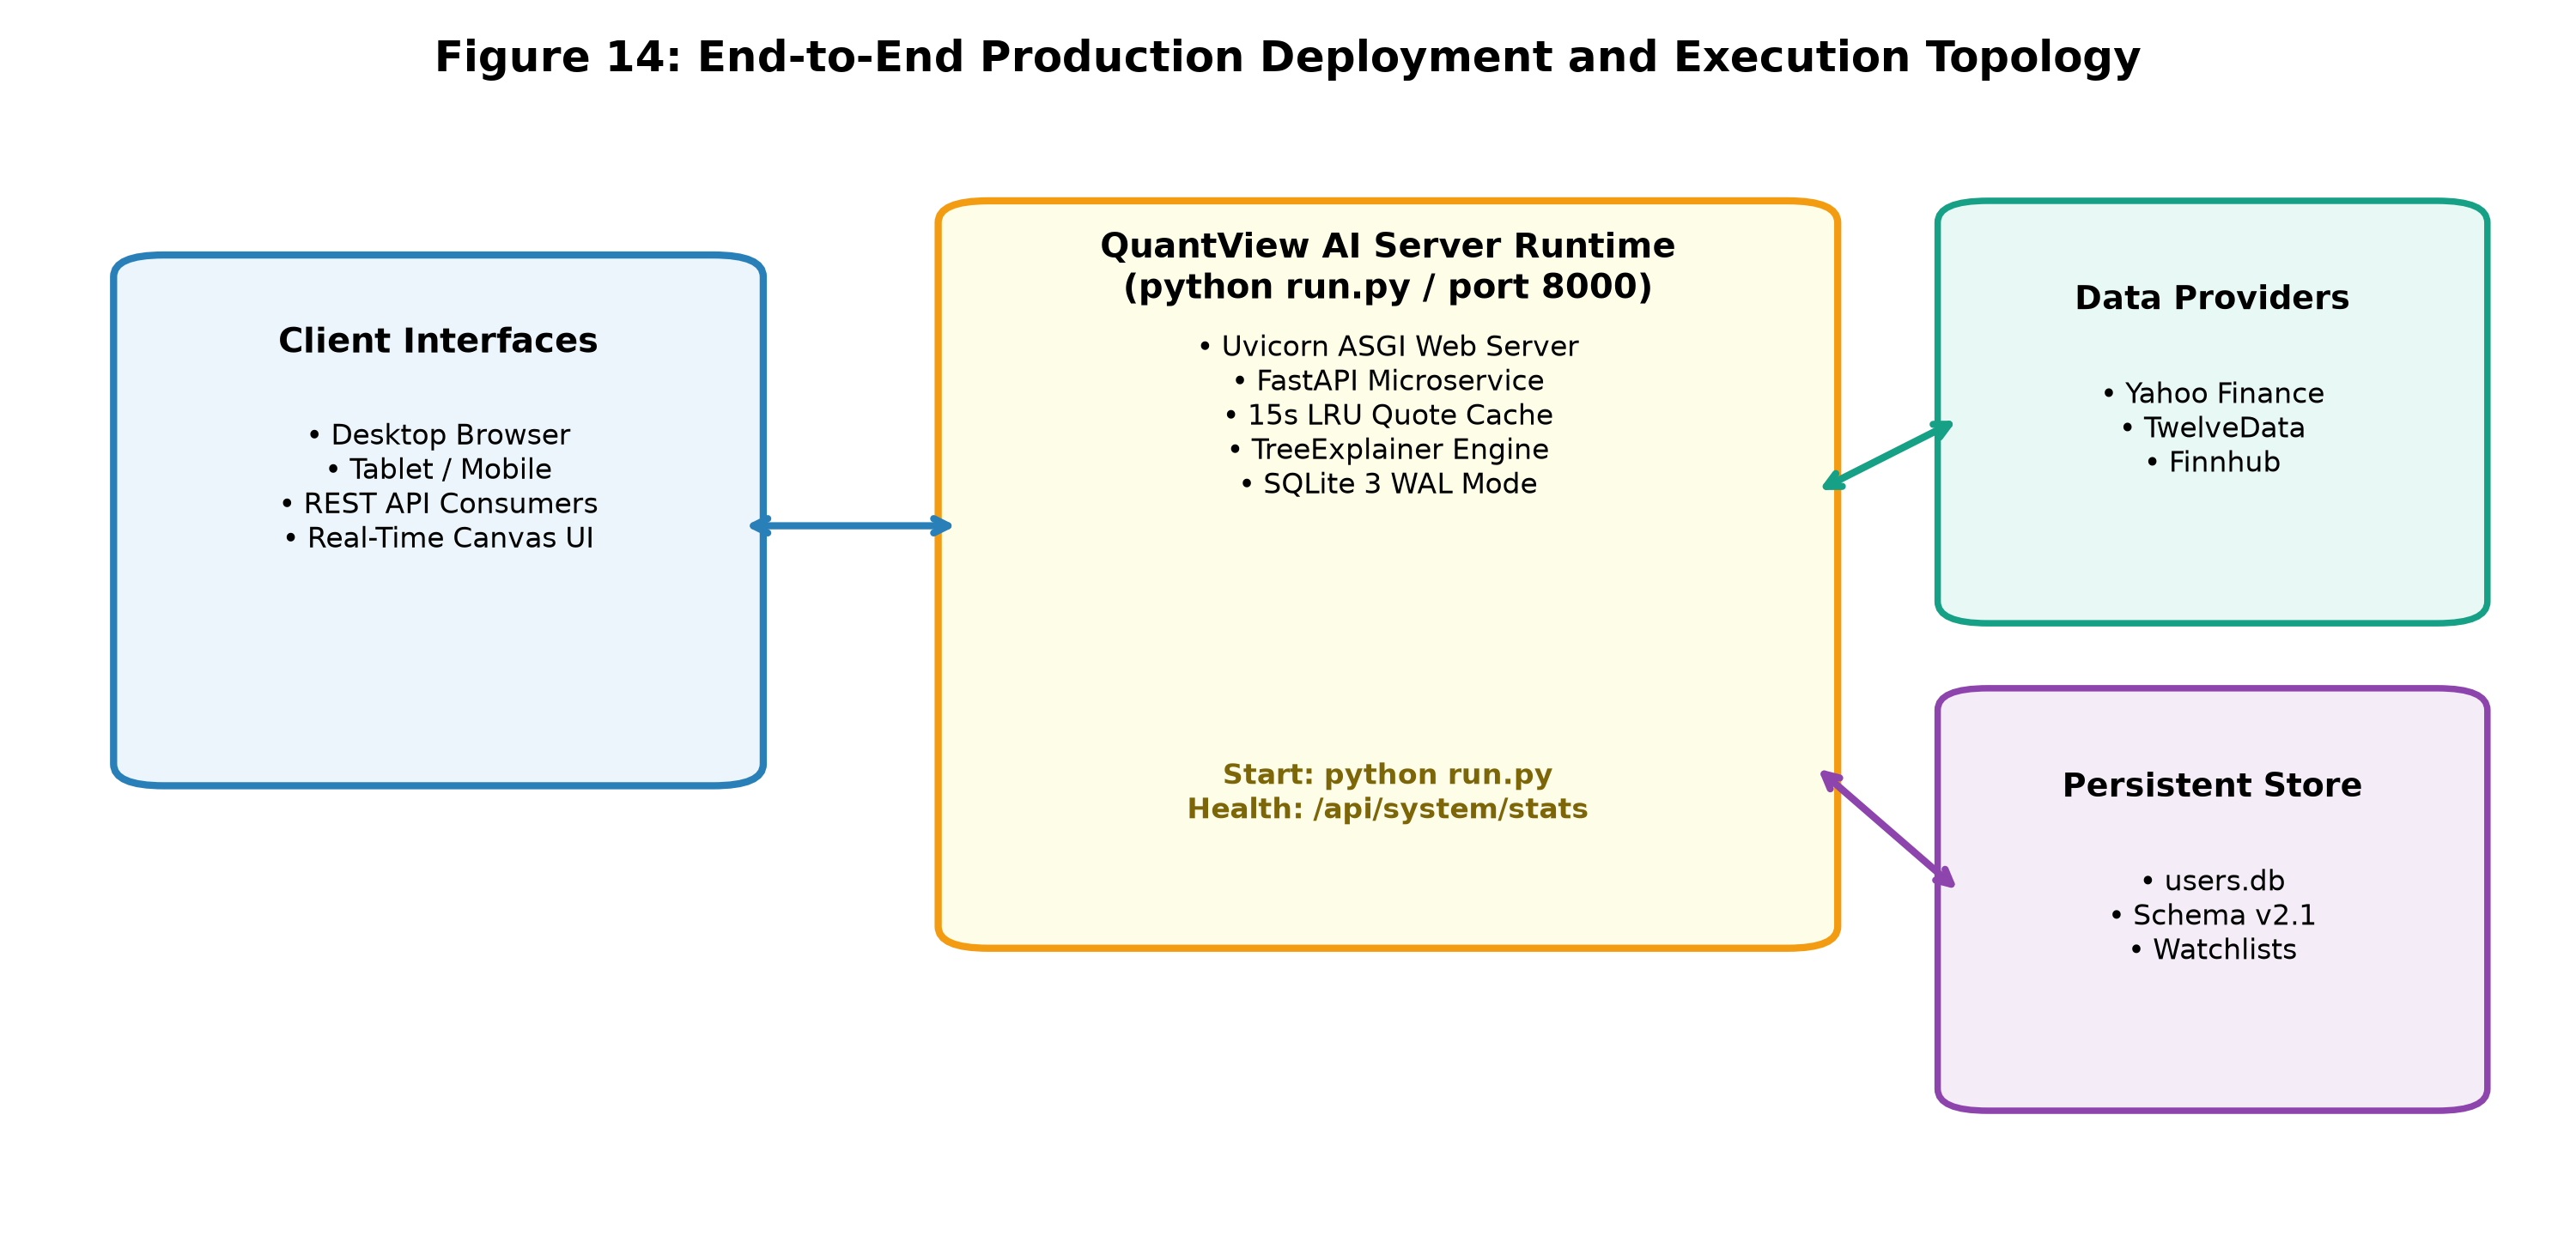 Figure 14: End-to-End Production Deployment and Execution Topology
Client Interfaces
• Desktop Browser
• Tablet / Mobile
• REST API Consumers
• Real-Time Canvas UI
QuantView AI Server Runtime
(python run.py / port 8000)
• Uvicorn ASGI Web Server
• FastAPI Microservice
• 15s LRU Quote Cache
• TreeExplainer Engine
• SQLite 3 WAL Mode
Start: python run.py
Health: /api/system/stats
Data Providers
• Yahoo Finance
• TwelveData
• Finnhub
Persistent Store
• users.db
• Schema v2.1
• Watchlists